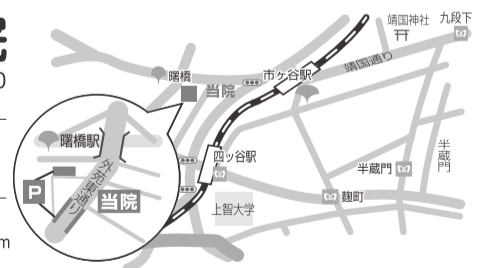 靖国神社
九段下
曙橋
当院
市ヶ谷駅
靖国通り
曙橋駅
外苑東通り
P
当院
四ッ谷駅
上智大学
半蔵門
半蔵門
麹町
0
m